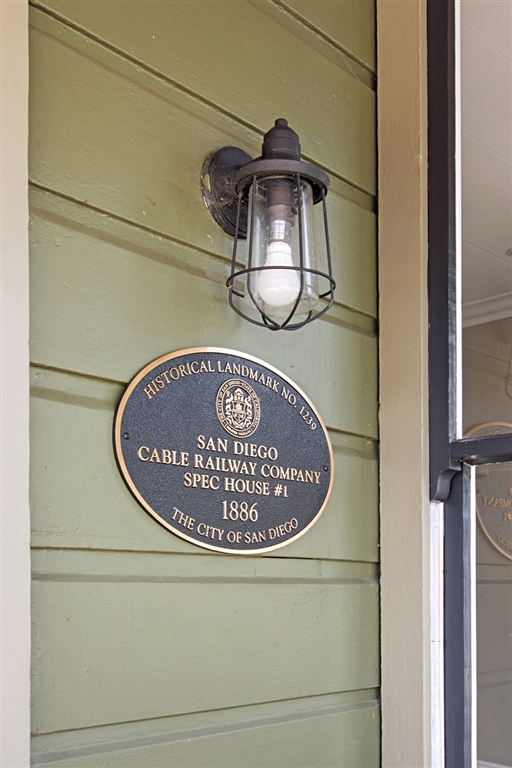 HISTORICAL LANDMARK NO. 1239
SAN DIEGO
CABLE RAILWAY COMPANY
SPEC HOUSE #1
1886
THE CITY OF SAN DIEGO